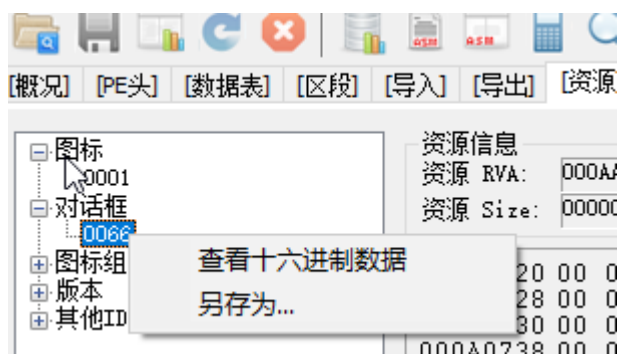 ASM
ASM
[概况] [PE头] [数据表] [区段] [导入] [导出] [资源]
图标
0001
对话框
0066
图标组
版本
其他ID
资源信息
资源 RVA: 000AA
资源 Size: 00000
查看十六进制数据
另存为...
20 00 0
28 00 0
30 00 0
000A0738 00 0